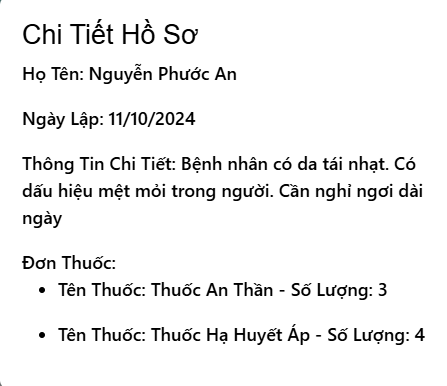 Chi Tiết Hồ Sơ
Họ Tên: Nguyễn Phước An
Ngày Lập: 11/10/2024
Thông Tin Chi Tiết: Bệnh nhân có da tái nhạt. Có
dấu hiệu mệt mỏi trong người. Cần nghỉ ngơi dài
ngày
Đơn Thuốc:
• Tên Thuốc: Thuốc An Thần - Số Lượng: 3
• Tên Thuốc: Thuốc Hạ Huyết Áp - Số Lượng: 4